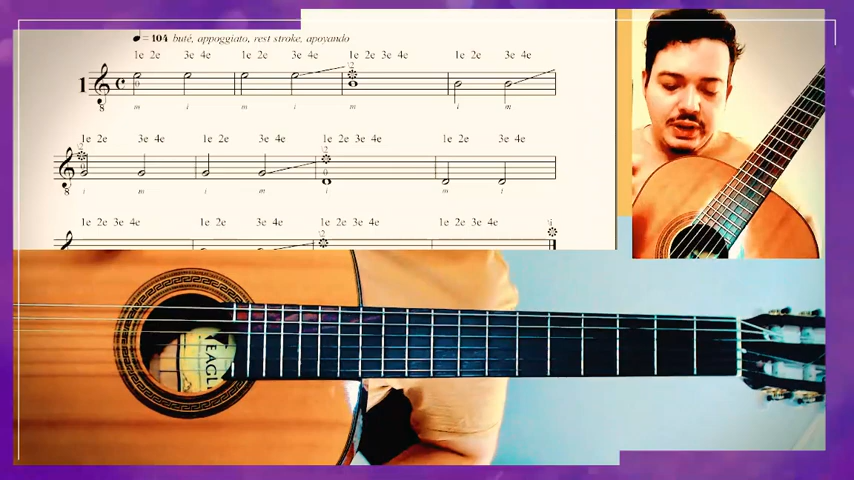 = 104 buté, appoggiato, rest stroke, apoyando
1e 2e 3e 4e 1e 2e 3e 4e 1e 2e 3e 4e 1e 2e 3e 4e
1
8
m i m i m i m
1e 2e 3e 4e 1e 2e 3e 4e 1e 2e 3e 4e 1e 2e 3e 4e
8
i m i m i m i
1e 2e 3e 4e 1e 2e 3e 4e 1e 2e 3e 4e 1e 2e 3e 4e
EAGL